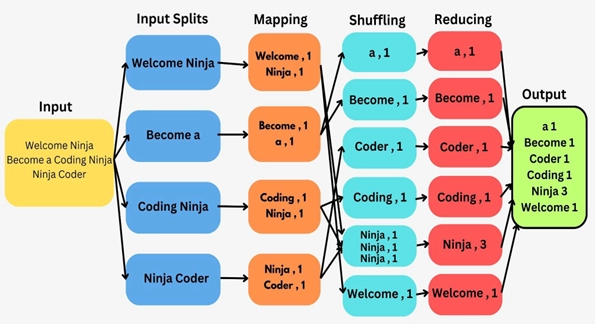 Input
Welcome Ninja
Become a Coding Ninja
Ninja Coder
Input Splits
Welcome Ninja
Become a
Coding Ninja
Ninja Coder
Mapping
Welcome , 1
Ninja , 1
Become , 1
a , 1
Coding , 1
Ninja , 1
Ninja , 1
Coder , 1
Shuffling
a , 1
Become , 1
Coder , 1
Coding , 1
Ninja , 1
Ninja , 1
Ninja , 1
Welcome , 1
Reducing
a , 1
Become , 1
Coder , 1
Coding , 1
Ninja , 3
Welcome , 1
Output
a 1
Become 1
Coder 1
Coding 1
Ninja 3
Welcome 1